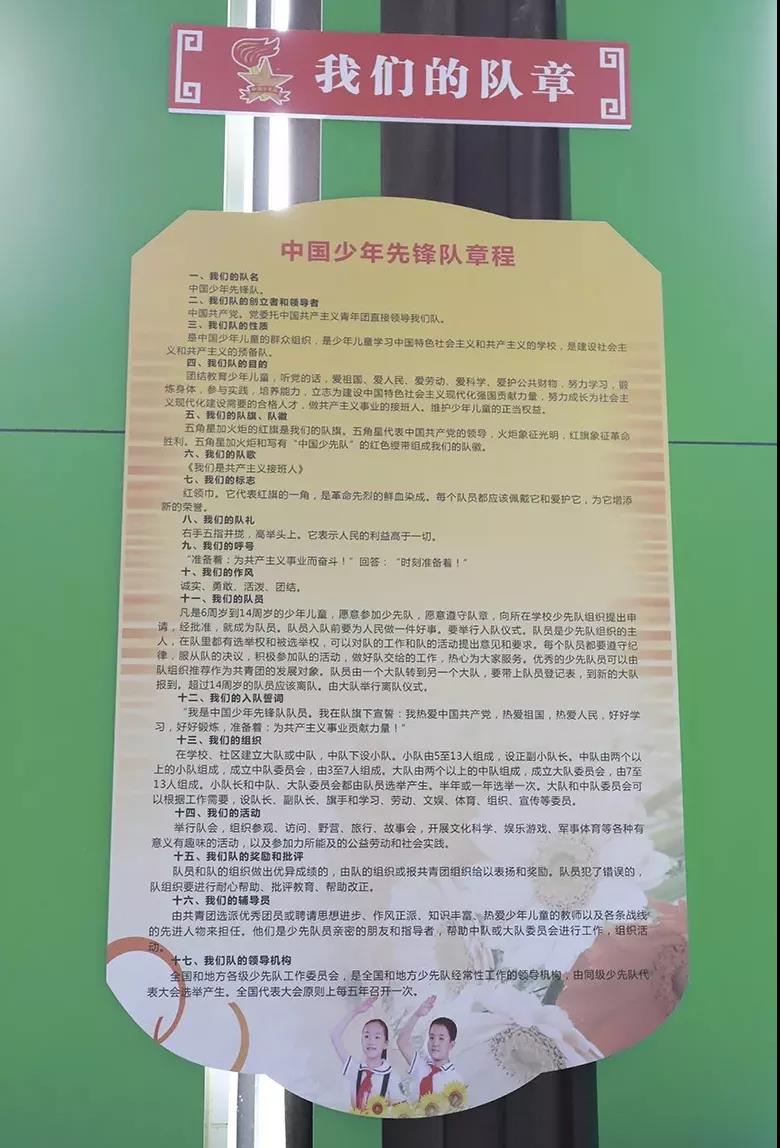 我们的队章
中国少年先锋队章程
一、我们的队名
中国少年先锋队。
二、我们队的创立者和领导者
中国共产党。党委托中国共产主义青年团直接领导我们队。
三、我们队的性质
是中国少年儿童的群众组织，是少年儿童学习中国特色社会主义和共产主义的学校，是建设社会主
义和共产主义的预备队。
四、我们队的目的
团结教育少年儿童，听党的话，爱祖国、爱人民、爱劳动、爱科学、爱护公共财物，努力学习，锻
炼身体，参与实践，培养能力，立志为建设中国特色社会主义现代化强国贡献力量，努力成长为社会主
义现代化建设需要的合格人才，做共产主义事业的接班人。维护少年儿童的正当权益。
五、我们的队旗、队徽
五角星加火炬的红旗是我们的队旗。五角星代表中国共产党的领导，火炬象征光明，红旗象征革命
胜利。五角星加火炬和写有“中国少先队”的红色绶带组成我们的队徽。
六、我们的队歌
《我们是共产主义接班人》
七、我们的标志
红领巾。它代表红旗的一角，是革命先烈的鲜血染成。每个队员都应该佩戴它和爱护它，为它增添
新的荣誉。
八、我们的队礼
右手五指并拢，高举头上。它表示人民的利益高于一切。
九、我们的呼号
“准备着：为共产主义事业而奋斗！”回答：“时刻准备着！”
十、我们的作风
诚实、勇敢、活泼、团结。
十一、我们的队员
凡是6周岁到14周岁的少年儿童，愿意参加少先队，愿意遵守队章，向所在学校少先队组织提出申
请，经批准，就成为队员。队员入队前要为人民做一件好事。要举行入队仪式。队员是少先队组织的主
人，在队里都有选举权和被选举权，可以对队的工作和队的活动提出意见和要求。每个队员都要遵守纪
律，服从队的决议，积极参加队的活动，做好队交给的工作，热心为大家服务。优秀的少先队员可以由
队组织推荐作为共青团的发展对象。队员由一个大队转到另一个大队，要带上队员登记表，到新的大队
报到。超过14周岁的队员应该离队。由大队举行离队仪式。
十二、我们的入队誓词
“我是中国少年先锋队队员。我在队旗下宣誓：我热爱中国共产党，热爱祖国，热爱人民，好好学
习，好好锻炼，准备着：为共产主义事业贡献力量！”
十三、我们的组织
在学校、社区建立大队或中队，中队下设小队。小队由5至13人组成，设正副小队长。中队由两个以
上的小队组成，成立中队委员会，由3至7人组成。大队由两个以上的中队组成，成立大队委员会，由7至
13人组成。小队长和中队、大队委员会都由队员选举产生。半年或一年选举一次。大队和中队委员会可
以根据工作需要，设队长、副队长、旗手和学习、劳动、文娱、体育、组织、宣传等委员。
十四、我们的活动
举行队会，组织参观、访问、野营、旅行、故事会，开展文化科学、娱乐游戏、军事体育等各种有
意义有趣味的活动，以及参加力所能及的公益劳动和社会实践。
十五、我们队的奖励和批评
队员和队的组织做出优异成绩的，由队的组织或报共青团组织给以表扬和奖励。队员犯了错误的，
队组织要进行耐心帮助、批评教育、帮助改正。
十六、我们的辅导员
由共青团选派优秀团员或聘请思想进步、作风正派、知识丰富、热爱少年儿童的教师以及各条战线
的先进人物来担任。他们是少先队员亲密的朋友和指导者，帮助中队或大队委员会进行工作，组织活
动。
十七、我们队的领导机构
全国和地方各级少先队工作委员会，是全国和地方少先队经常性工作的领导机构，由同级少先队代
表大会选举产生。全国代表大会原则上每五年召开一次。